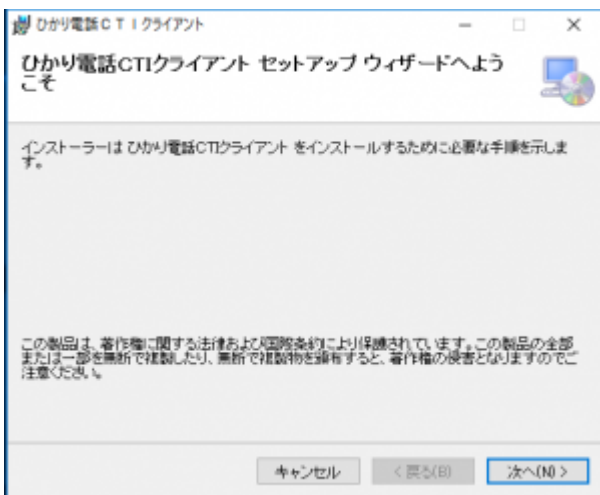 ひかり電話CTIクライアント
ひかり電話CTIクライアント セットアップ ウィザードへよう
こそ
インストーラーは ひかり電話CTIクライアント をインストールするために必要な手順を示しま
す。
この製品は、著作権に関する法律および国際条約により保護されています。この製品の全部
または一部を無断で複製したり、無断で複製物を頒布すると、著作権の侵害となりますのでご
注意ください。
キャンセル
< 戻る(B)
次へ(N) >